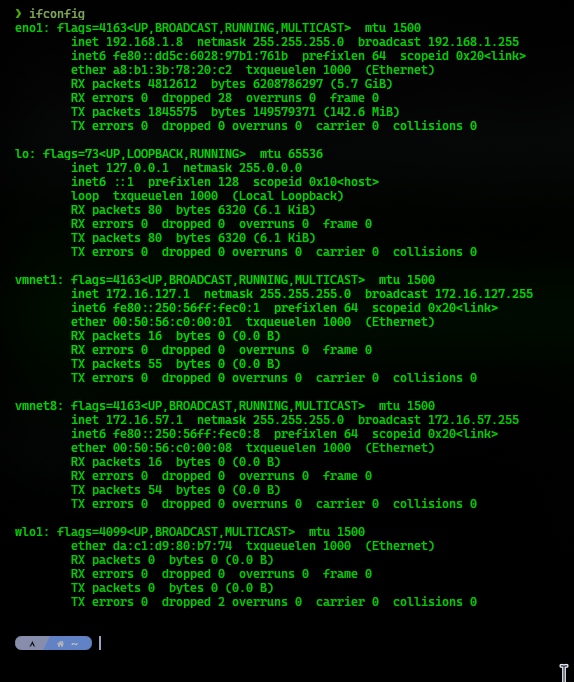 ❯ ifconfig
eno1: flags=4163<UP,BROADCAST,RUNNING,MULTICAST>  mtu 1500
        inet 192.168.1.8  netmask 255.255.255.0  broadcast 192.168.1.255
        inet6 fe80::dd5c:6028:97b1:761b  prefixlen 64  scopeid 0x20<link>
        ether a8:b1:3b:78:20:c2  txqueuelen 1000  (Ethernet)
        RX packets 4812612  bytes 6208786297 (5.7 GiB)
        RX errors 0  dropped 28  overruns 0  frame 0
        TX packets 1845575  bytes 149579371 (142.6 MiB)
        TX errors 0  dropped 0 overruns 0  carrier 0  collisions 0

lo: flags=73<UP,LOOPBACK,RUNNING>  mtu 65536
        inet 127.0.0.1  netmask 255.0.0.0
        inet6 ::1  prefixlen 128  scopeid 0x10<host>
        loop  txqueuelen 1000  (Local Loopback)
        RX packets 80  bytes 6320 (6.1 KiB)
        RX errors 0  dropped 0  overruns 0  frame 0
        TX packets 80  bytes 6320 (6.1 KiB)
        TX errors 0  dropped 0 overruns 0  carrier 0  collisions 0

vmnet1: flags=4163<UP,BROADCAST,RUNNING,MULTICAST>  mtu 1500
        inet 172.16.127.1  netmask 255.255.255.0  broadcast 172.16.127.255
        inet6 fe80::250:56ff:fec0:1  prefixlen 64  scopeid 0x20<link>
        ether 00:50:56:c0:00:01  txqueuelen 1000  (Ethernet)
        RX packets 16  bytes 0 (0.0 B)
        RX errors 0  dropped 0  overruns 0  frame 0
        TX packets 55  bytes 0 (0.0 B)
        TX errors 0  dropped 0 overruns 0  carrier 0  collisions 0

vmnet8: flags=4163<UP,BROADCAST,RUNNING,MULTICAST>  mtu 1500
        inet 172.16.57.1  netmask 255.255.255.0  broadcast 172.16.57.255
        inet6 fe80::250:56ff:fec0:8  prefixlen 64  scopeid 0x20<link>
        ether 00:50:56:c0:00:08  txqueuelen 1000  (Ethernet)
        RX packets 16  bytes 0 (0.0 B)
        RX errors 0  dropped 0  overruns 0  frame 0
        TX packets 54  bytes 0 (0.0 B)
        TX errors 0  dropped 0 overruns 0  carrier 0  collisions 0

wlo1: flags=4099<UP,BROADCAST,MULTICAST>  mtu 1500
        ether da:c1:d9:80:b7:74  txqueuelen 1000  (Ethernet)
        RX packets 0  bytes 0 (0.0 B)
        RX errors 0  dropped 0  overruns 0  frame 0
        TX packets 0  bytes 0 (0.0 B)
        TX errors 0  dropped 2 overruns 0  carrier 0  collisions 0

~